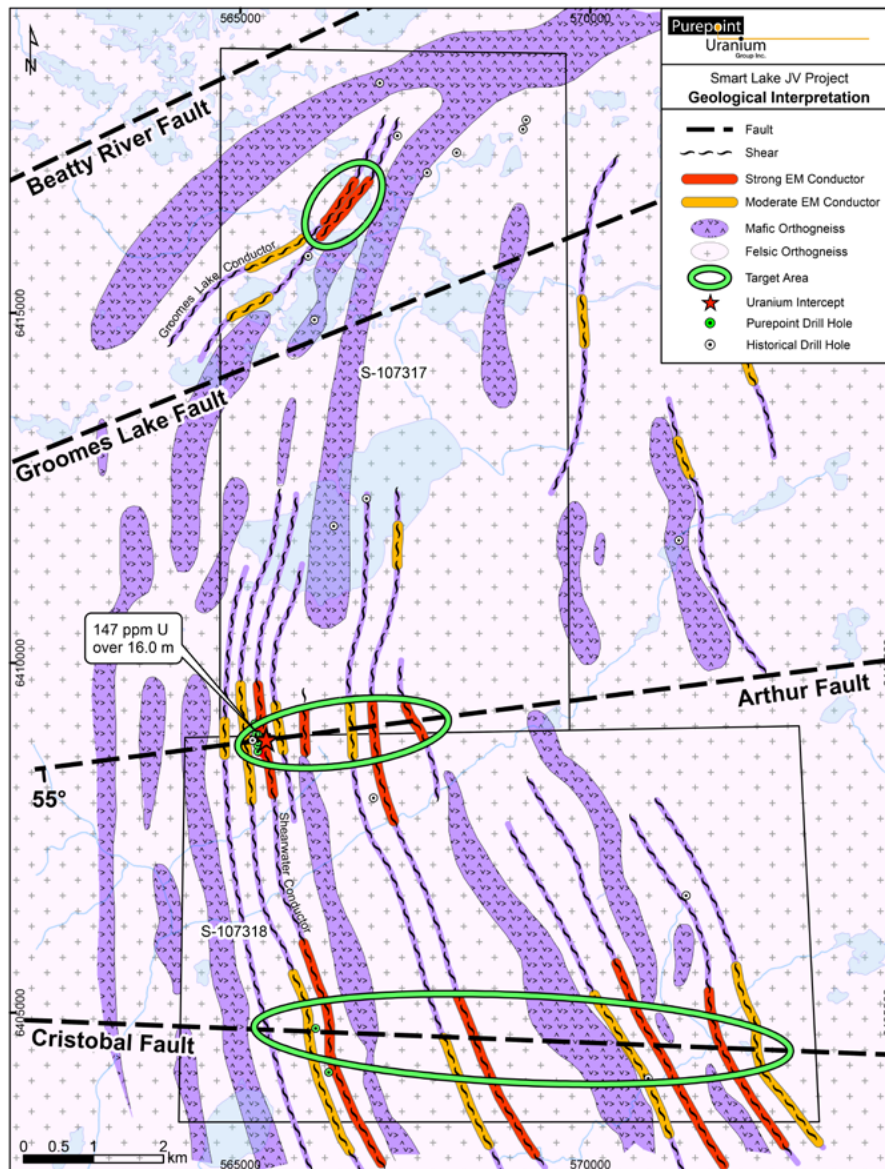 565000
570000
N
Purepoint
Uranium
Group Inc.
Smart Lake JV Project
Geological Interpretation
Fault
Shear
Strong EM Conductor
Moderate EM Conductor
Mafic Orthogneiss
Felsic Orthogneiss
Target Area
Uranium Intercept
Purepoint Drill Hole
Historical Drill Hole
Beatty River Fault
Groomes Lake Conductor
6415000
S-107317
Groomes Lake Fault
147 ppm U
over 16.0 m
6410000
Arthur Fault
55°
Shearwater Conductor
S-107318
6405000
Cristobal Fault
0 0.5 1 2
km
565000
570000